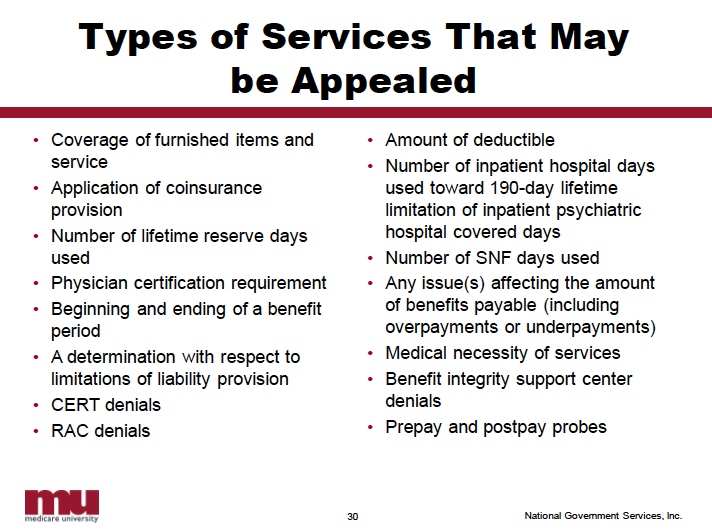 Types of Services That May
be Appealed
• Coverage of furnished items and
service
• Application of coinsurance
provision
• Number of lifetime reserve days
used
• Physician certification requirement
• Beginning and ending of a benefit
period
• A determination with respect to
limitations of liability provision
• CERT denials
• RAC denials
• Amount of deductible
• Number of inpatient hospital days
used toward 190-day lifetime
limitation of inpatient psychiatric
hospital covered days
• Number of SNF days used
• Any issue(s) affecting the amount
of benefits payable (including
overpayments or underpayments)
• Medical necessity of services
• Benefit integrity support center
denials
• Prepay and postpay probes
mu
medicare university
30
National Government Services, Inc.